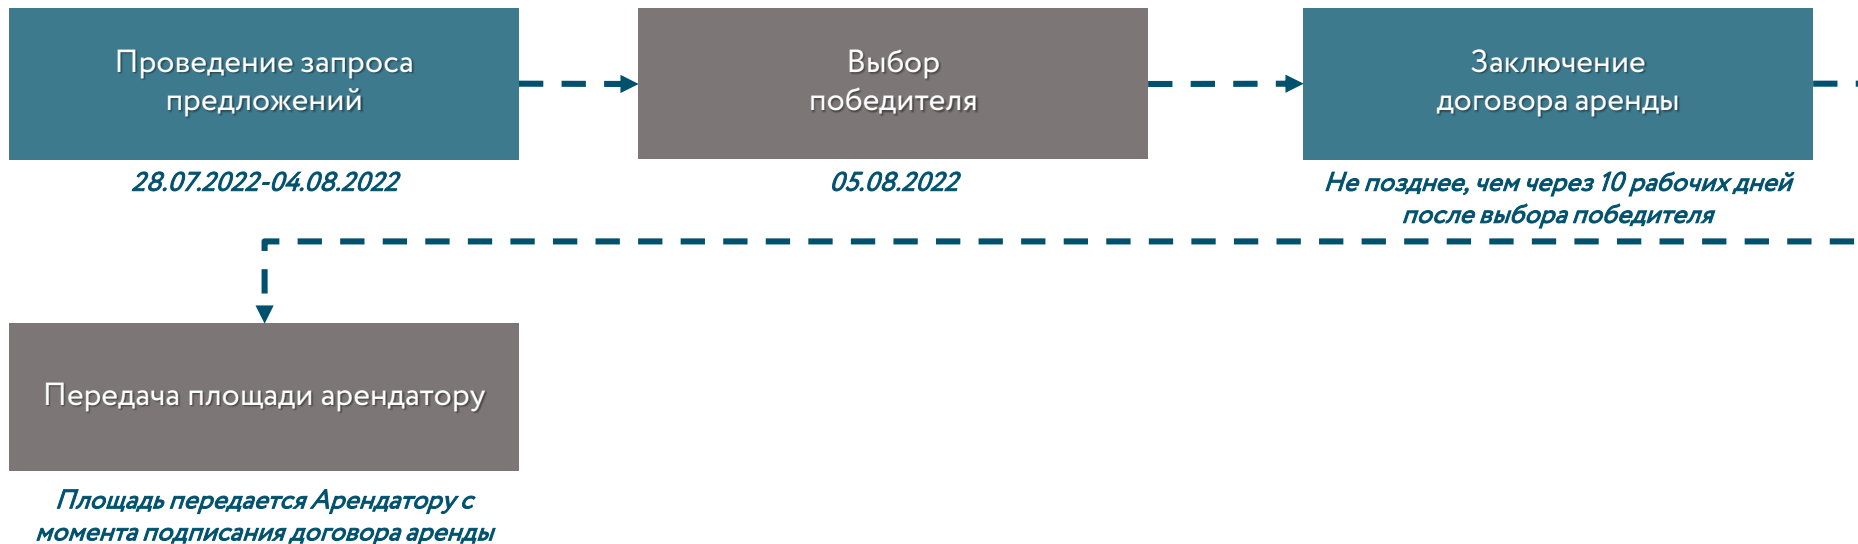 Проведение запроса
предложений
28.07.2022-04.08.2022
Выбор
победителя
05.08.2022
Заключение
договора аренды
Не позднее, чем через 10 рабочих дней
после выбора победителя
Передача площади арендатору
Площадь передается Арендатору с
момента подписания договора аренды